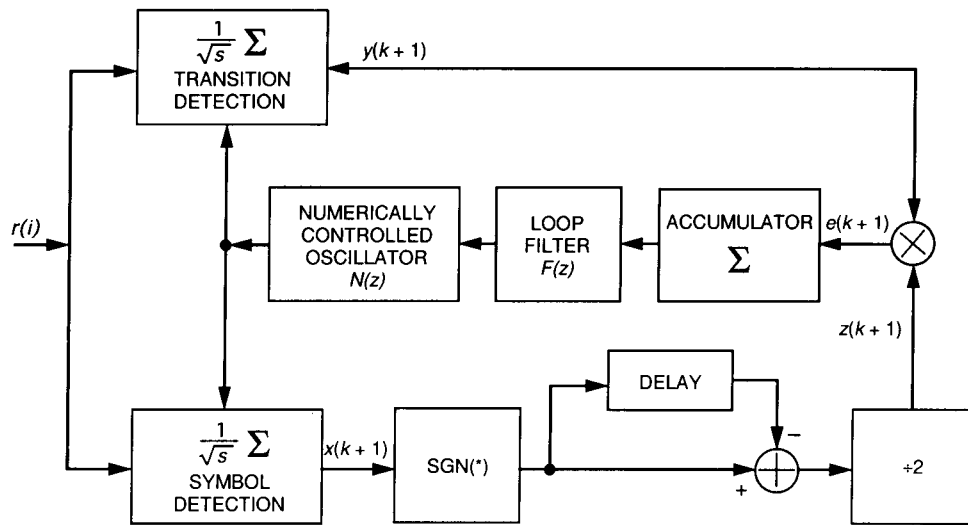 1/√s Σ
TRANSITION
DETECTION
y(k + 1)
r(i)
NUMERICALLY
CONTROLLED
OSCILLATOR
N(z)
LOOP
FILTER
F(z)
ACCUMULATOR
Σ
e(k + 1)
×
z(k + 1)
DELAY
1/√s Σ
SYMBOL
DETECTION
x(k + 1)
SGN(*)
–
+
+
÷2